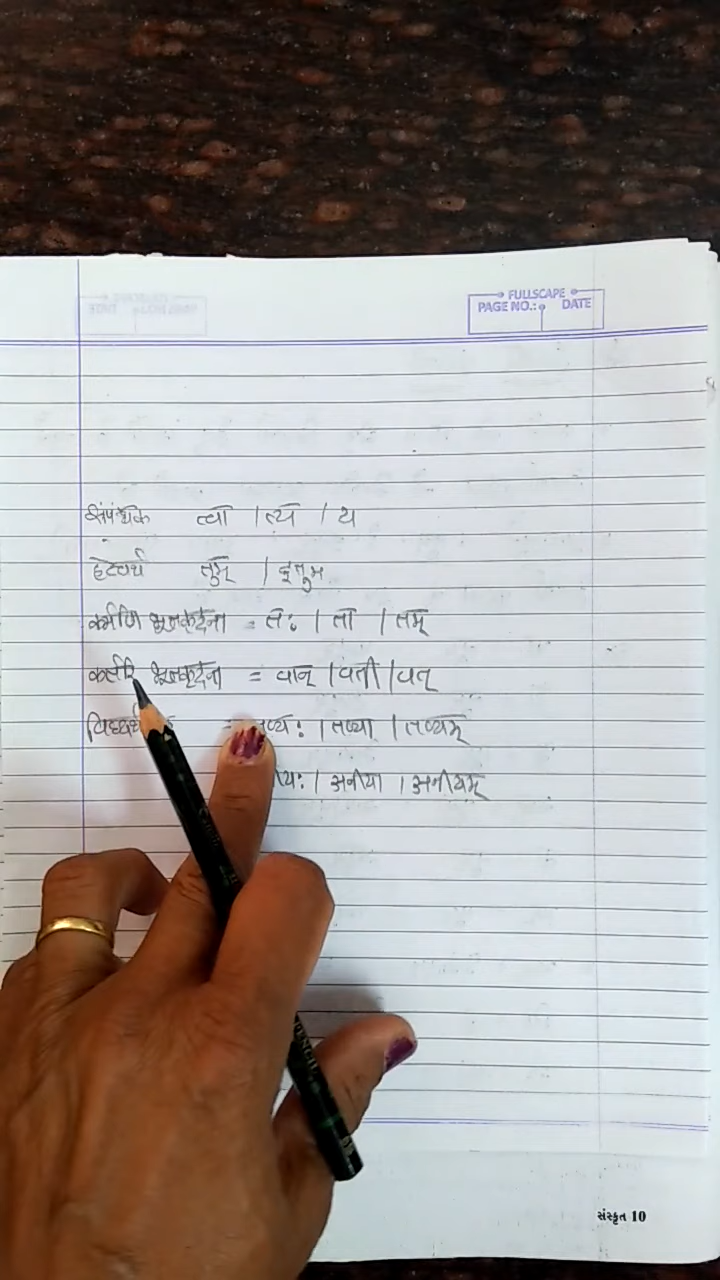 FULLSCAPE
PAGE NO.: DATE
संपंधक त्वा । त्य । य
हेत्वर्थ तुम् । इतुम
कर्मणि भूतकृदंना = तः । ता । तम्
कर्तरि भूतकृदंना = वान् । वती । वत्
विध्यर्थ = तव्यः । तव्या । तव्यम्
यः । अनीया । अनीयम्
સંસ્કૃત 10